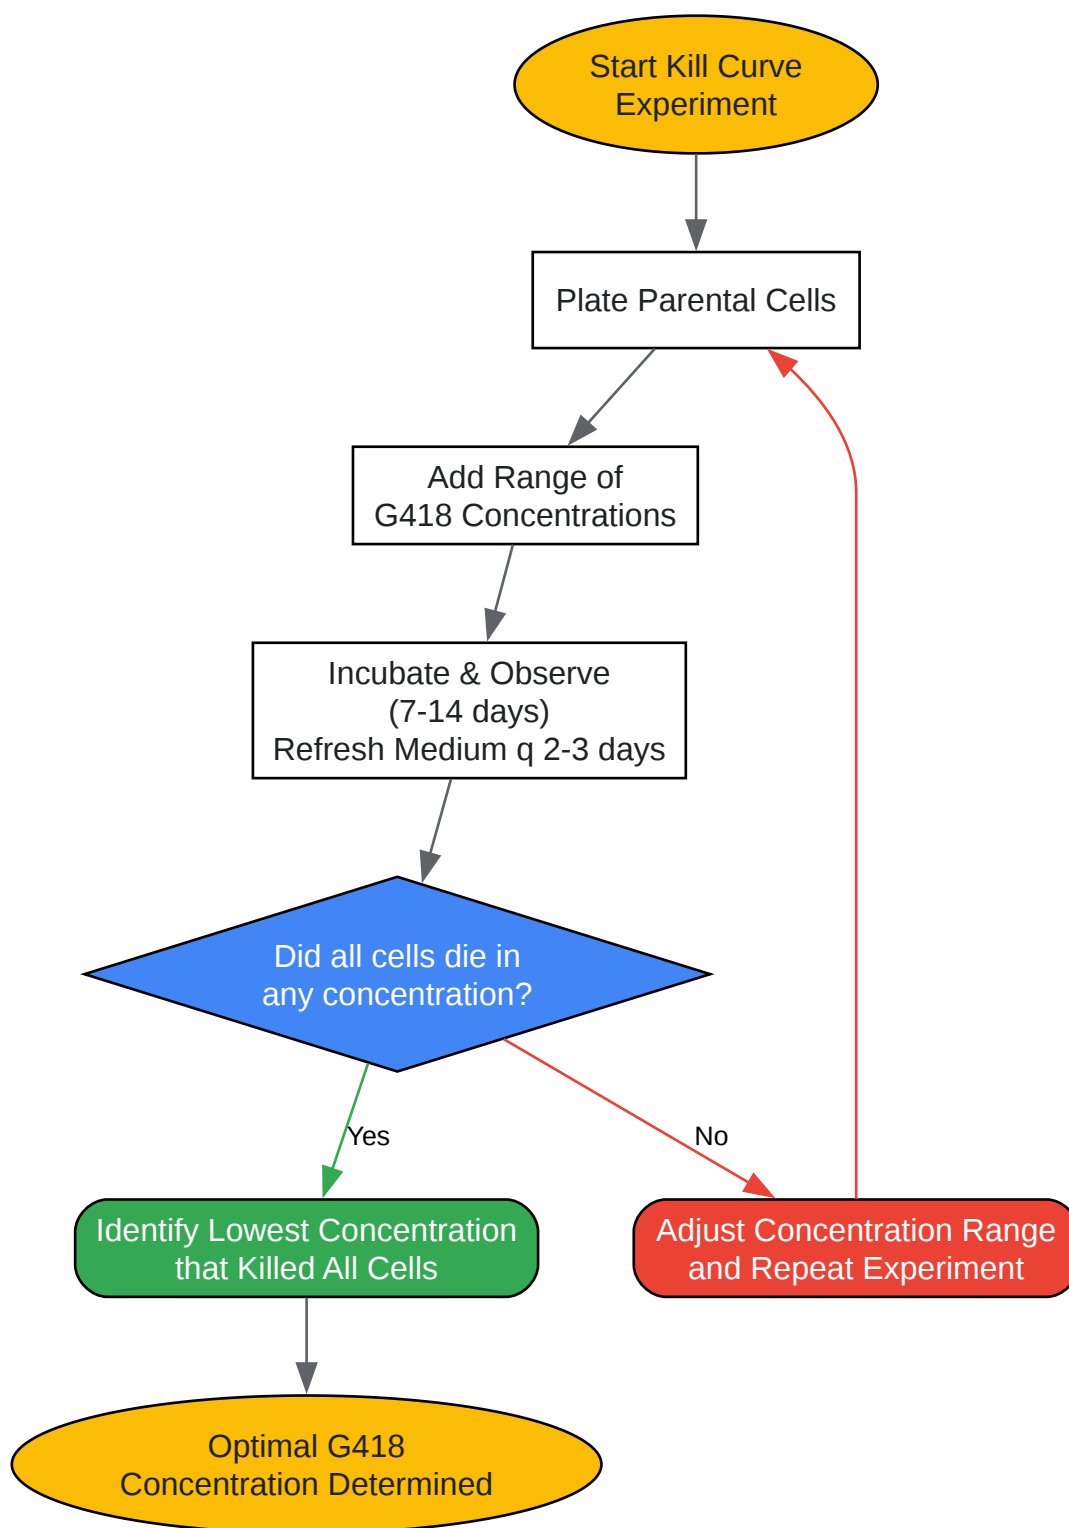 Start Kill Curve
Experiment
Plate Parental Cells
Add Range of
G418 Concentrations
Incubate & Observe
(7-14 days)
Refresh Medium q 2-3 days
Did all cells die in
any concentration?
Yes
No
Identify Lowest Concentration
that Killed All Cells
Adjust Concentration Range
and Repeat Experiment
Optimal G418
Concentration Determined